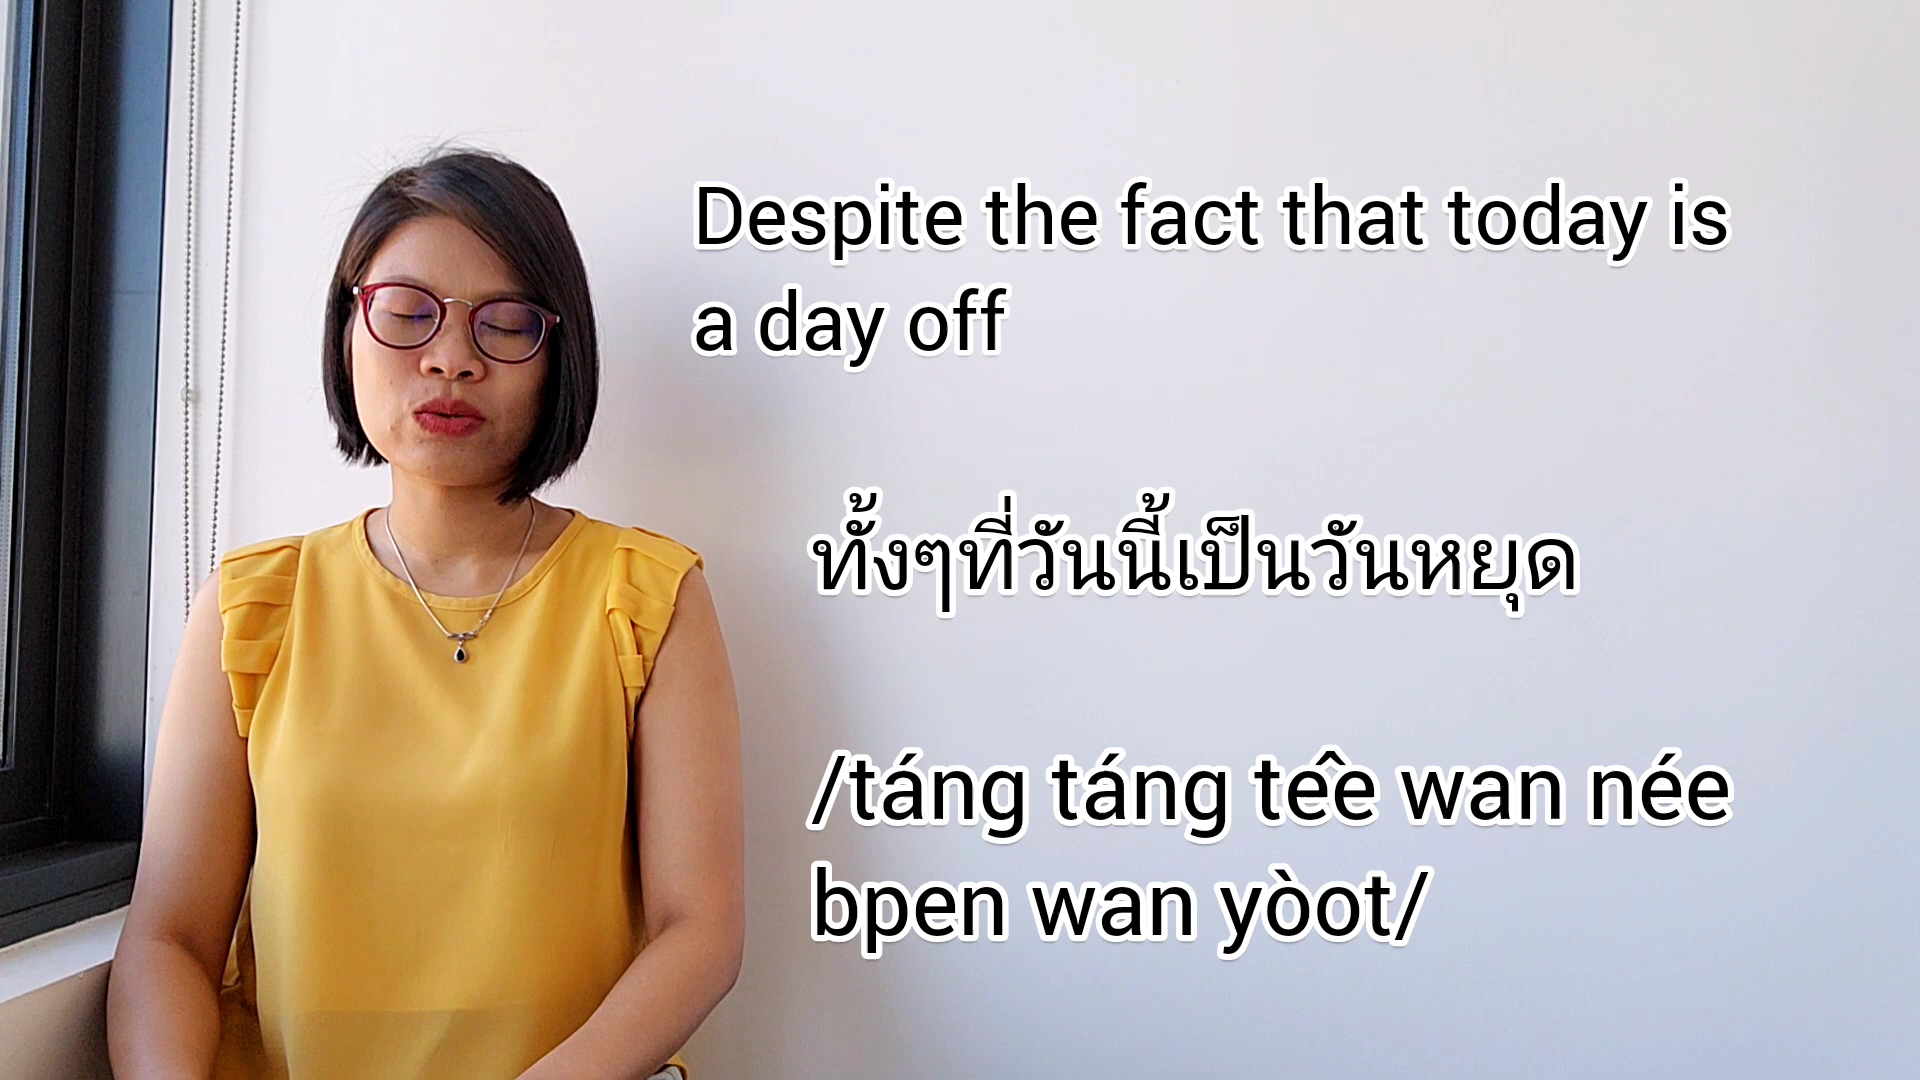 Despite the fact that today is
a day off
ทั้งๆที่วันนี้เป็นวันหยุด
/táng táng têe wan née
bpen wan yòot/